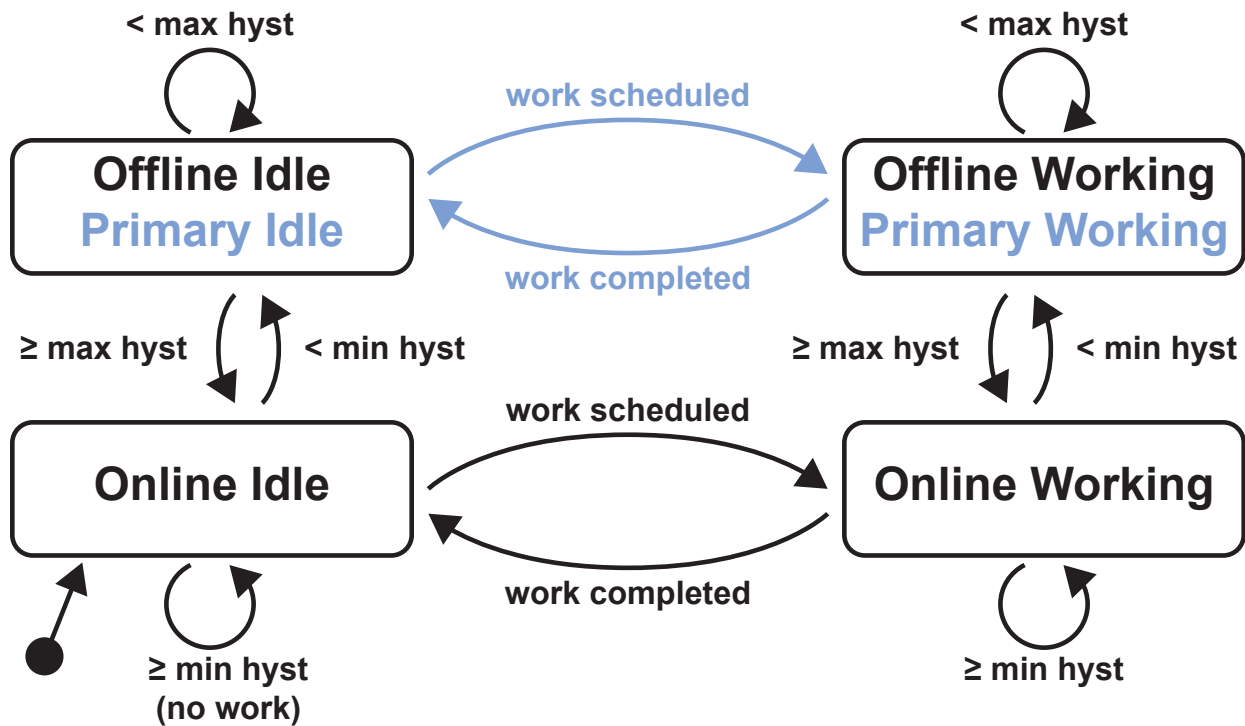 < max hyst
< max hyst
work scheduled
Offline Idle
Primary Idle
Offline Working
Primary Working
work completed
≥ max hyst
< min hyst
≥ max hyst
< min hyst
work scheduled
Online Idle
Online Working
work completed
≥ min hyst
(no work)
≥ min hyst